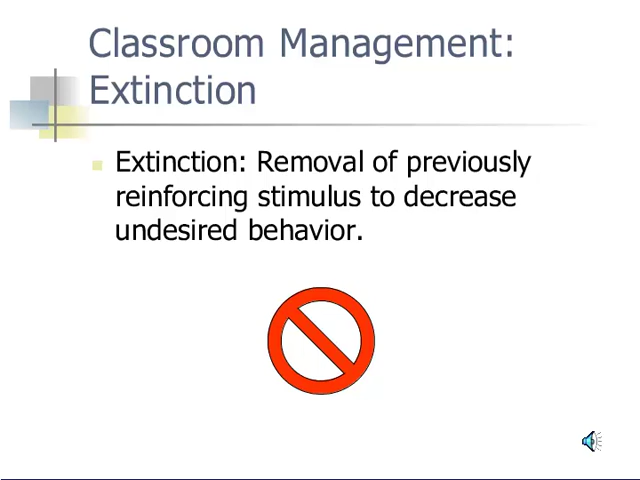 Classroom Management:
Extinction
Extinction: Removal of previously
reinforcing stimulus to decrease
undesired behavior.